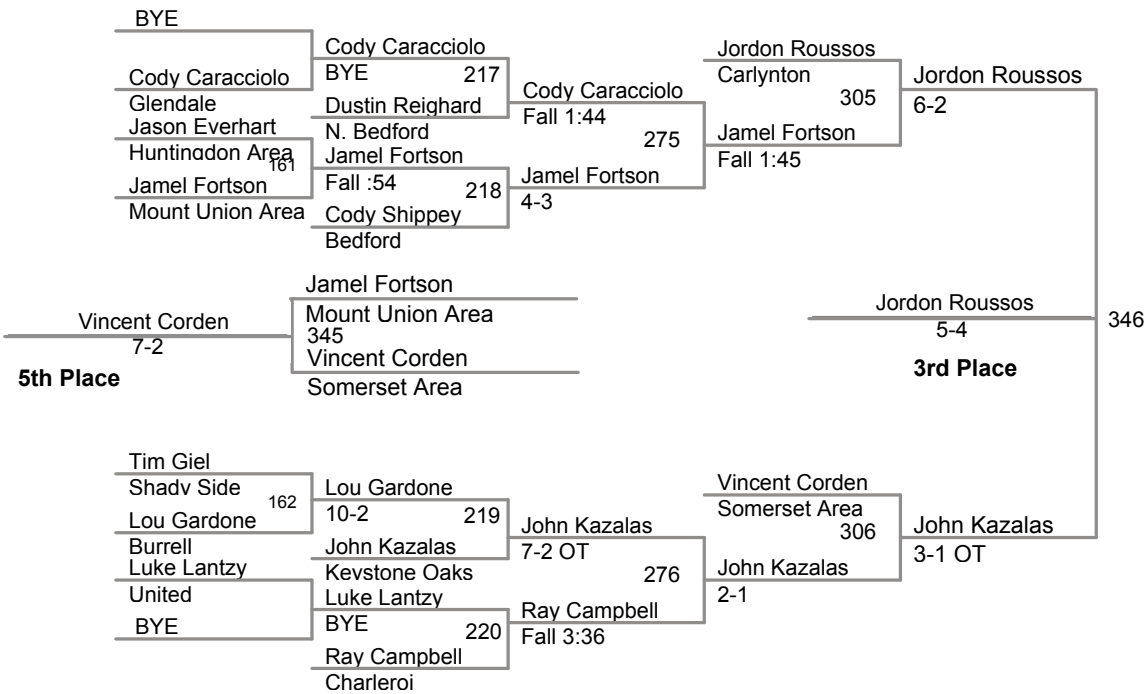 BYE
Cody Caracciolo
Glendale
Jason Everhart
Huntingdon Area
161
Jamel Fortson
Mount Union Area
Cody Caracciolo
BYE
217
Dustin Reighard
N. Bedford
Jamel Fortson
Fall :54
218
Cody Shippey
Bedford
Cody Caracciolo
Fall 1:44
275
Jamel Fortson
4-3
Jordon Roussos
Carlynton
305
Jamel Fortson
Fall 1:45
Jordon Roussos
6-2
Jamel Fortson
Mount Union Area
345
Vincent Corden
Somerset Area
Vincent Corden
7-2
5th Place
Jordon Roussos
5-4
3rd Place
346
Tim Giel
Shady Side
162
Lou Gardone
Burrell
Luke Lantzy
United
BYE
Lou Gardone
10-2
219
John Kazalas
Keystone Oaks
Luke Lantzy
BYE
220
Ray Campbell
Charleroi
John Kazalas
7-2 OT
276
Ray Campbell
Fall 3:36
Vincent Corden
Somerset Area
306
John Kazalas
2-1
John Kazalas
3-1 OT